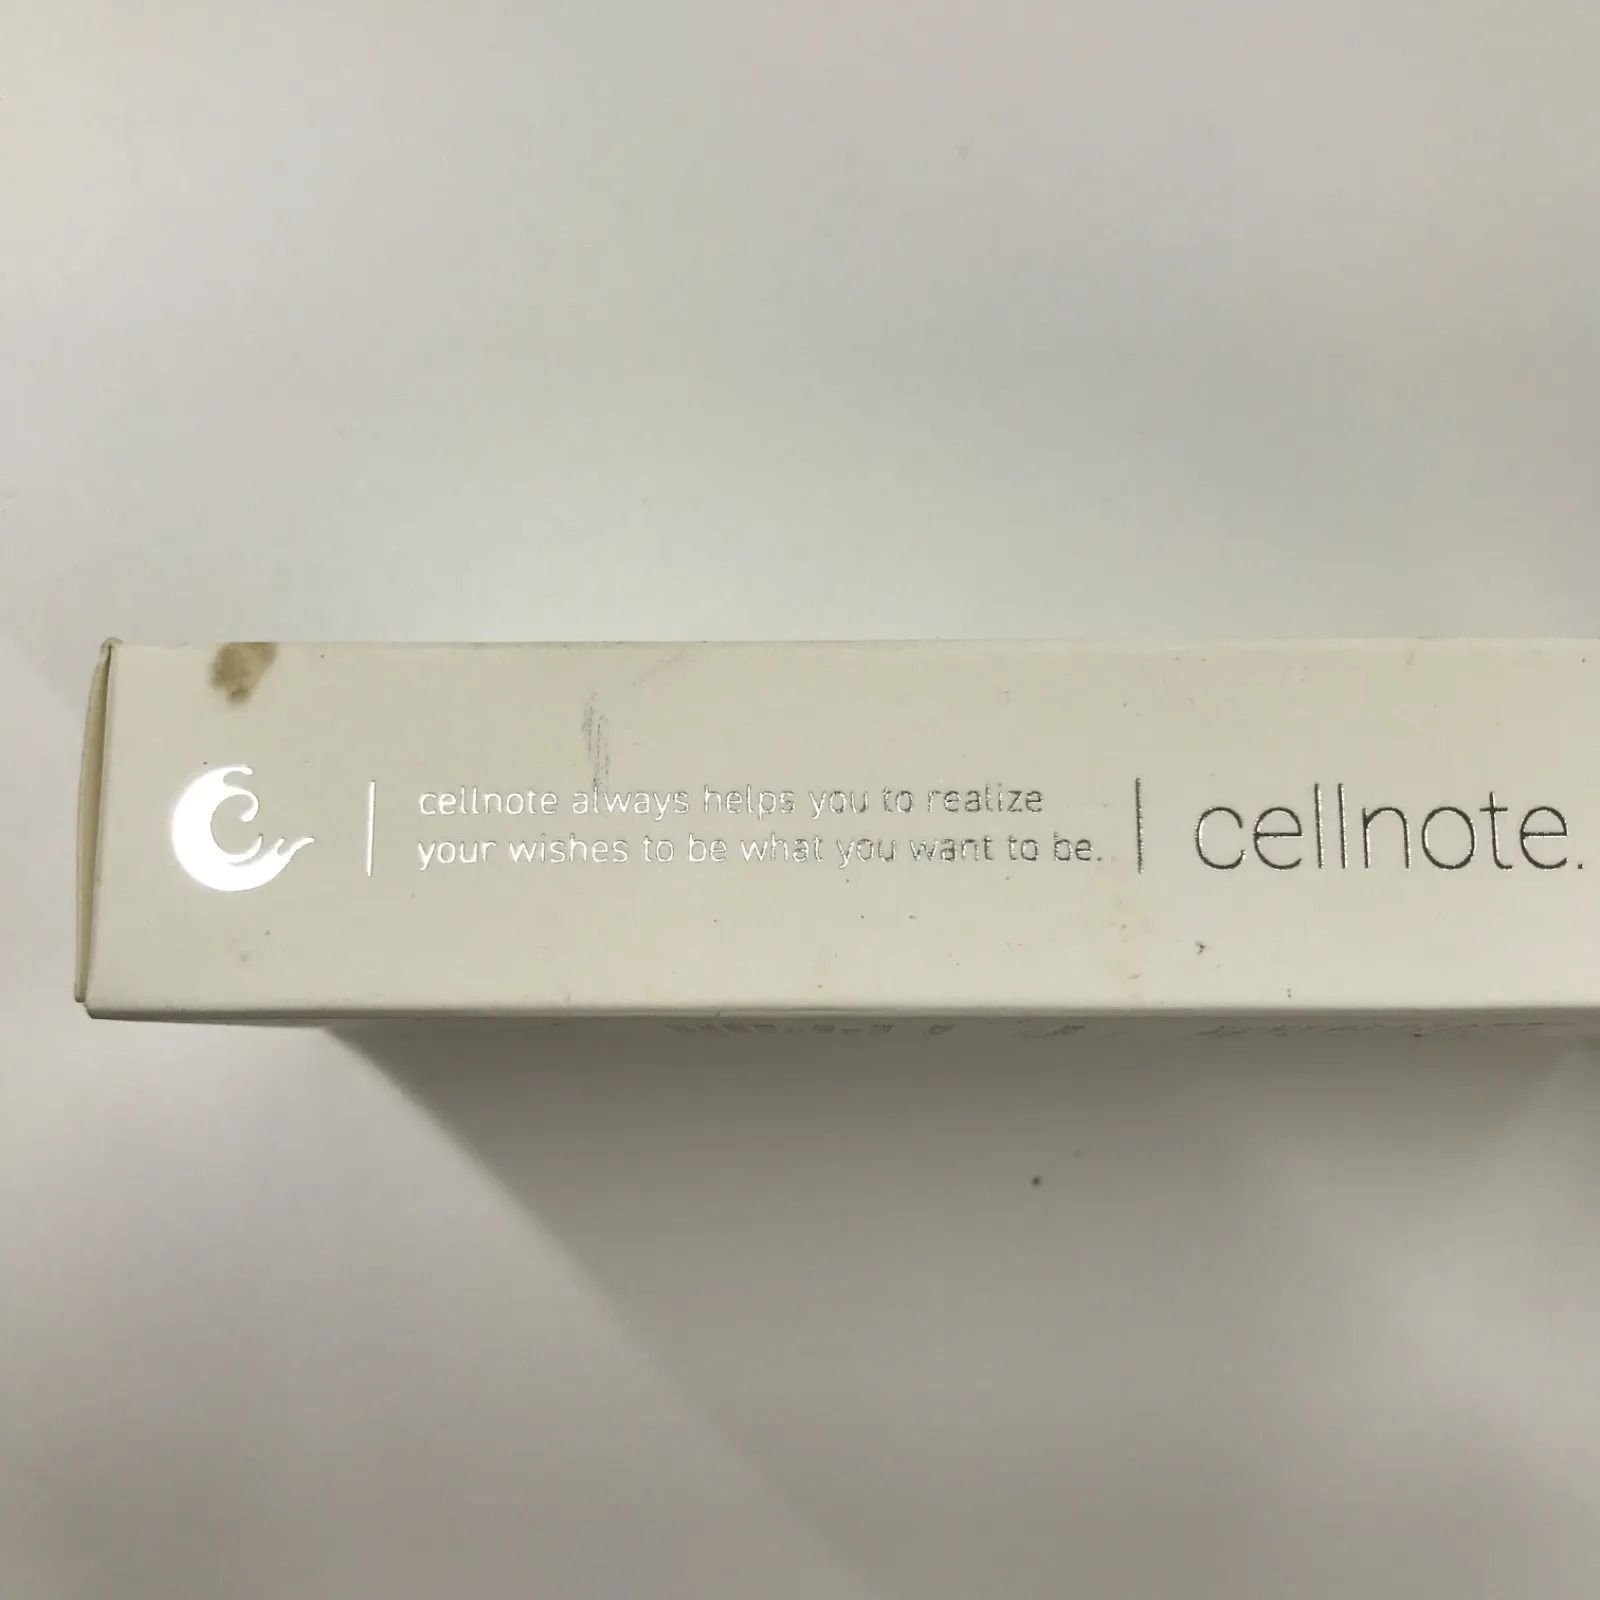 cellnote always helps you to realize
your wishes to be what you want to be.
cellnote.